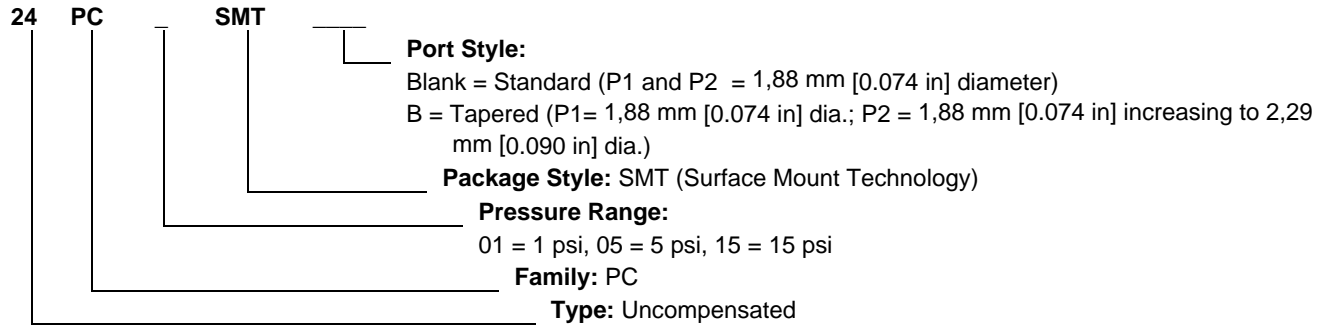 24 PC _ SMT ____
Port Style:
Blank = Standard (P1 and P2 = 1,88 mm [0.074 in] diameter)
B = Tapered (P1= 1,88 mm [0.074 in] dia.; P2 = 1,88 mm [0.074 in] increasing to 2,29
mm [0.090 in] dia.)
Package Style: SMT (Surface Mount Technology)
Pressure Range:
01 = 1 psi, 05 = 5 psi, 15 = 15 psi
Family: PC
Type: Uncompensated